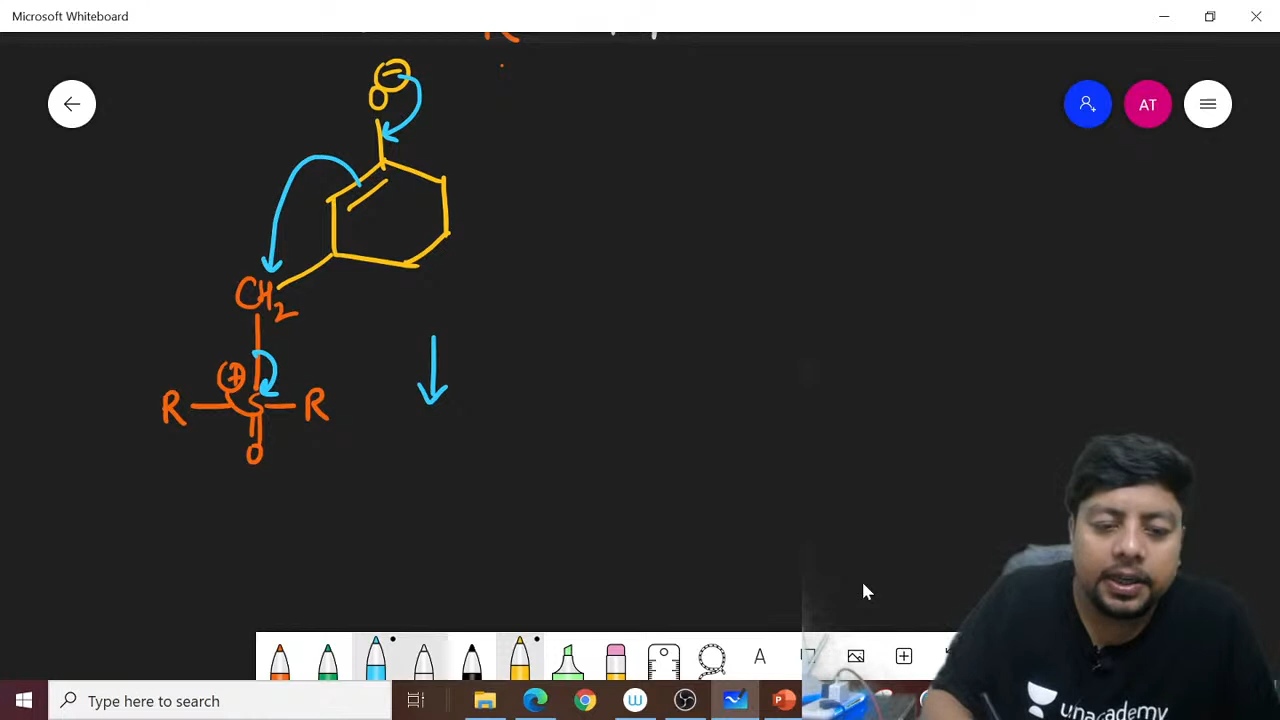 Microsoft Whiteboard
R
⊖
O
AT
CH2
⊕
R S R
O
A
unacademy
Type here to search